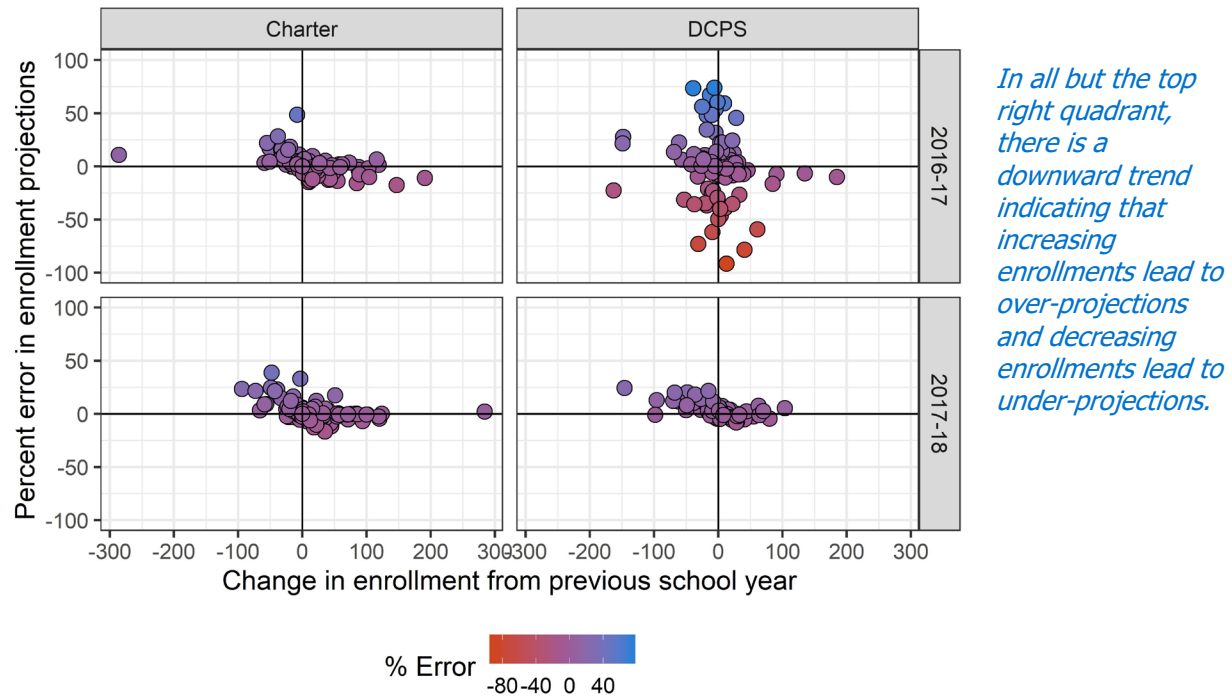 Charter
DCPS
Percent error in enrollment projections
100
50
0
-50
-100
2016-17
100
50
0
-50
-100
2017-18
-300 -200 -100 0 100 200 300
-300 -200 -100 0 100 200 300
Change in enrollment from previous school year
% Error
-80 -40 0 40
In all but the top
right quadrant,
there is a
downward trend
indicating that
increasing
enrollments lead to
over-projections
and decreasing
enrollments lead to
under-projections.